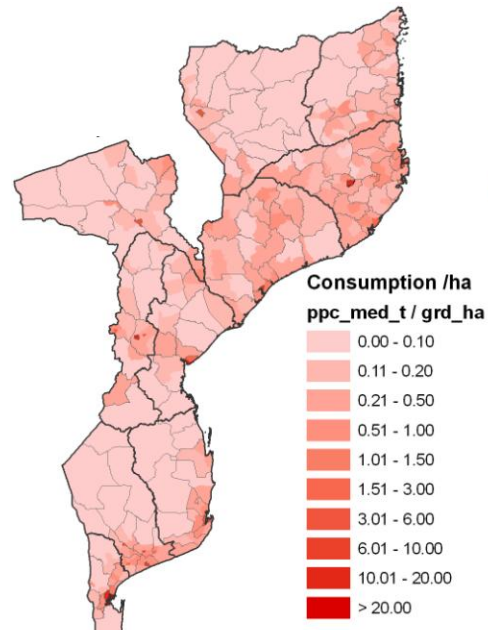 Consumption /ha
ppc_med_t / grd_ha
0.00 - 0.10
0.11 - 0.20
0.21 - 0.50
0.51 - 1.00
1.01 - 1.50
1.51 - 3.00
3.01 - 6.00
6.01 - 10.00
10.01 - 20.00
> 20.00